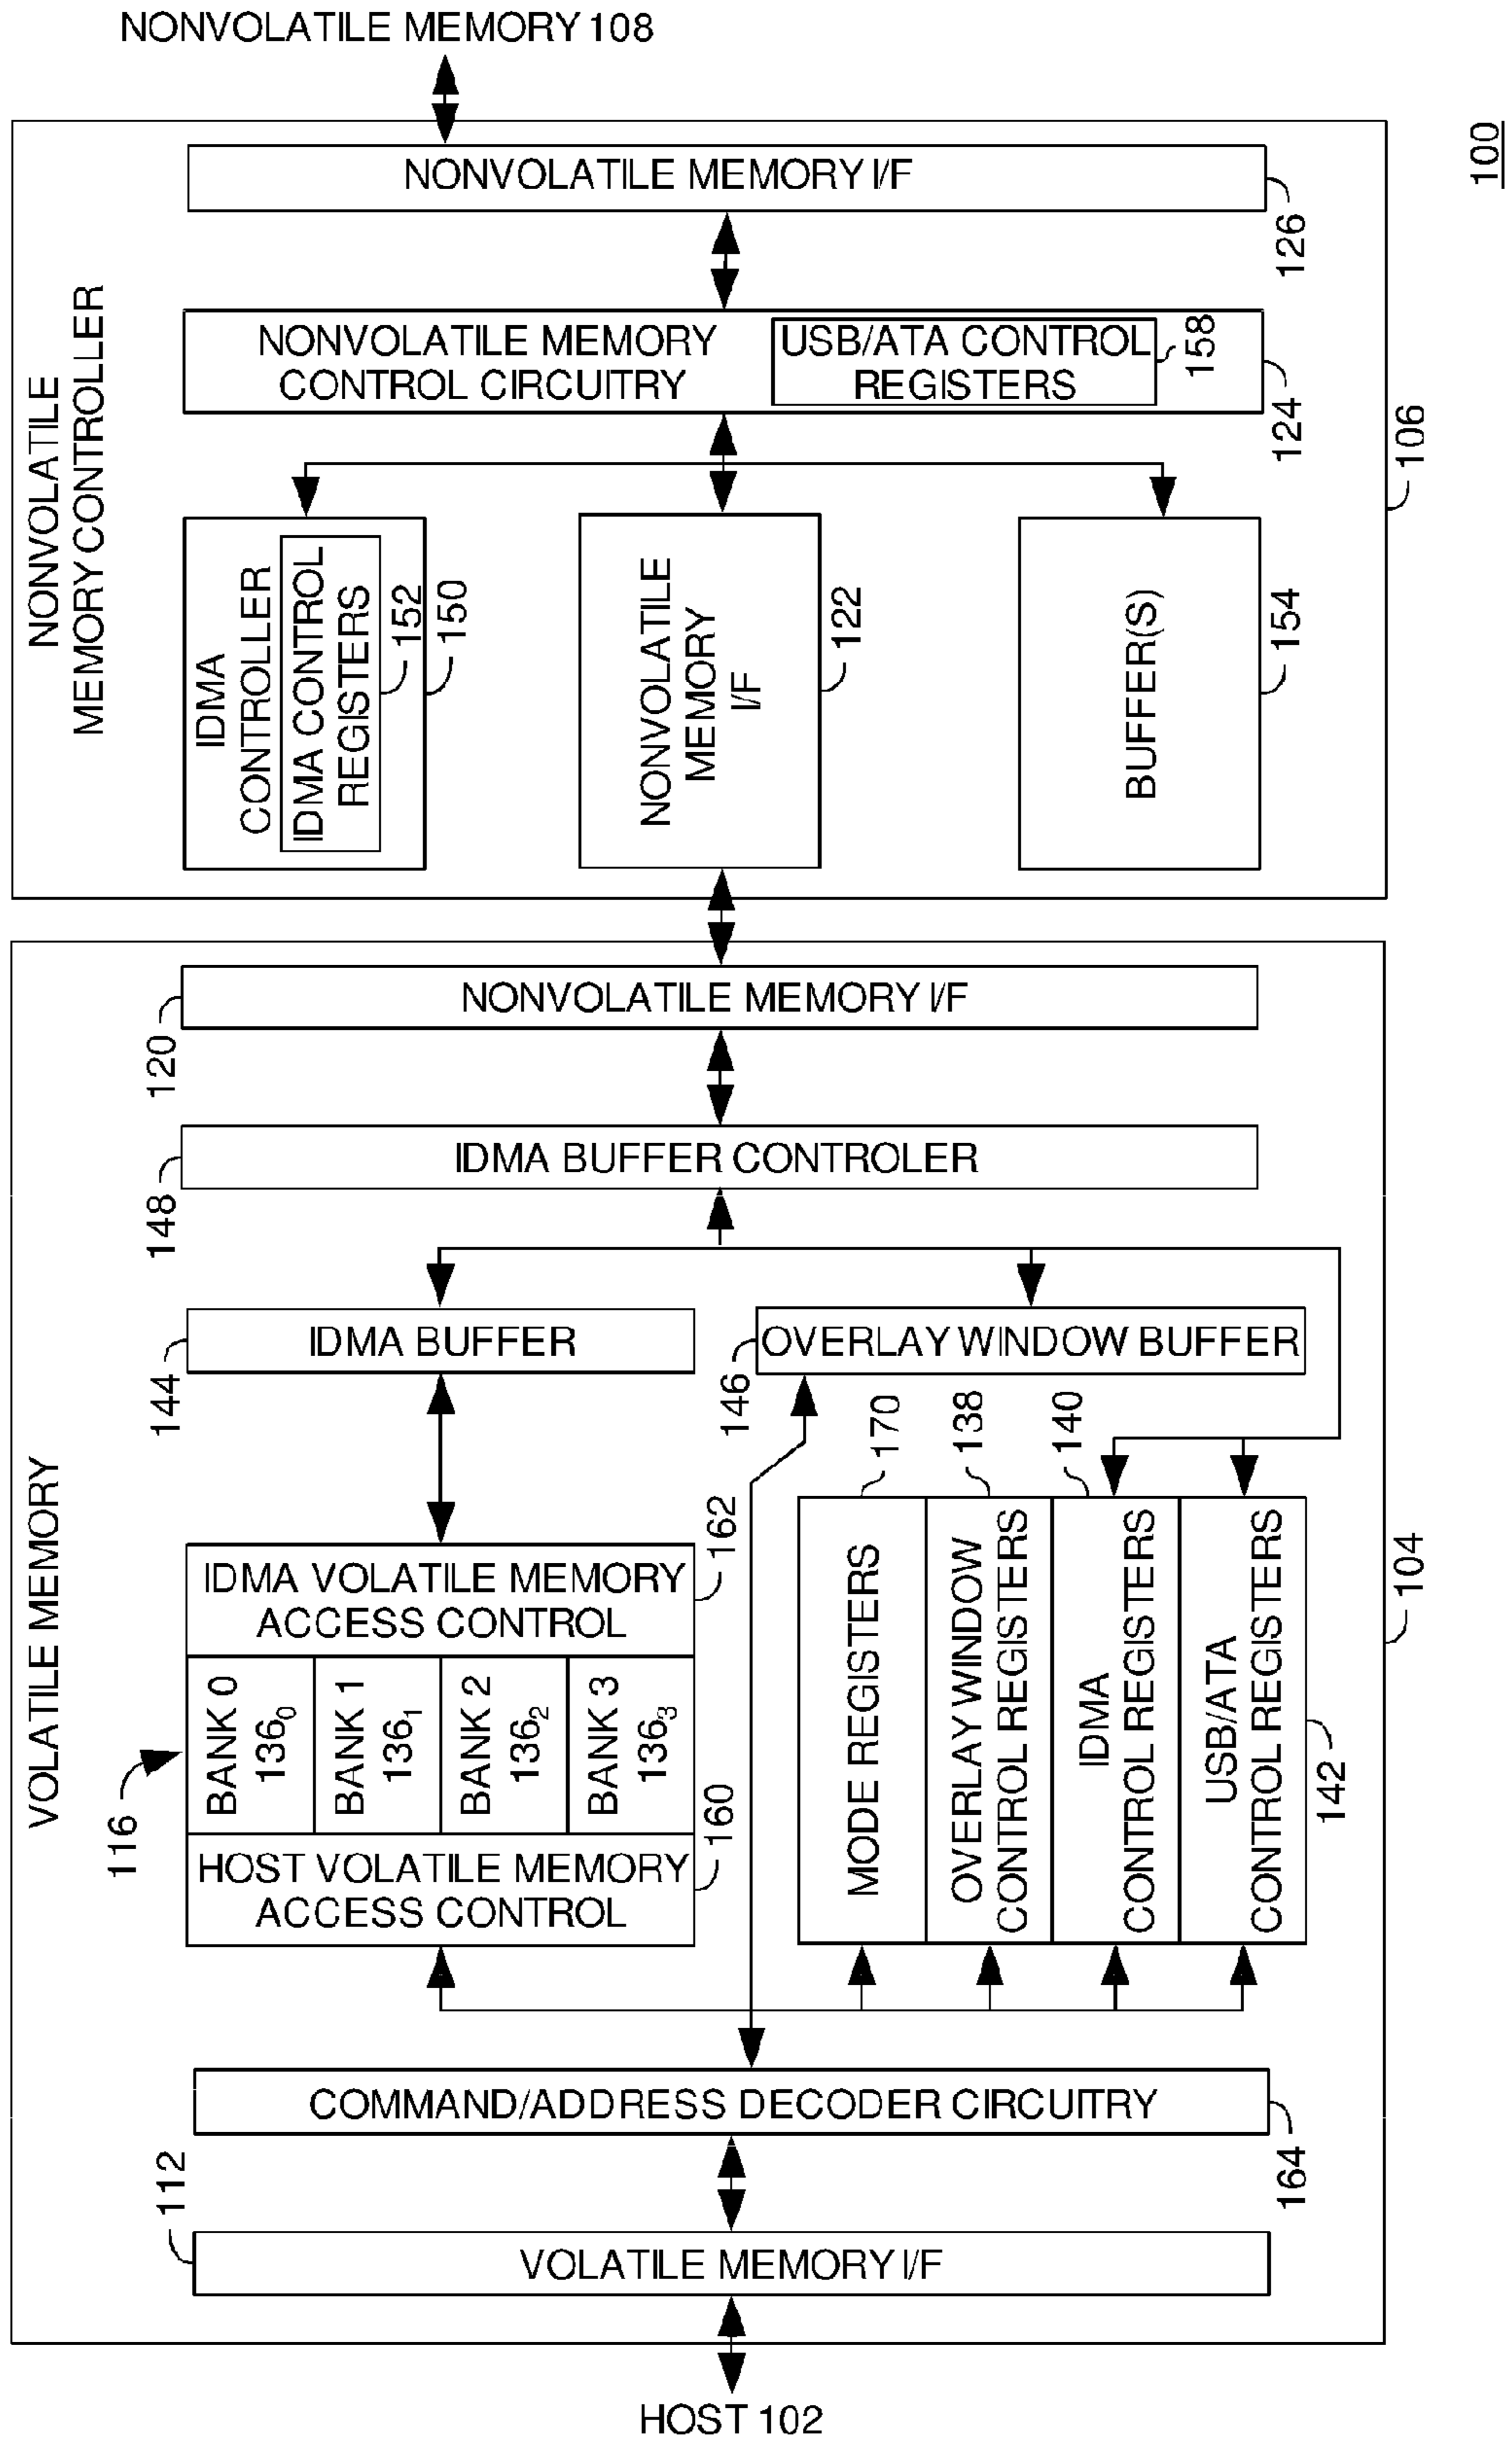 NONVOLATILE MEMORY 108
100
NONVOLATILE
MEMORY CONTROLLER
NONVOLATILE MEMORY I/F
126
NONVOLATILE MEMORY
CONTROL CIRCUITRY
USB/ATA CONTROL
REGISTERS
158
124
106
IDMA
CONTROLLER
IDMA CONTROL
REGISTERS
152
150
NONVOLATILE
MEMORY
I/F
122
BUFFER(S)
154
VOLATILE MEMORY
NONVOLATILE MEMORY I/F
120
IDMA BUFFER CONTROLER
148
IDMA BUFFER
144
OVERLAY WINDOW BUFFER
146
IDMA VOLATILE MEMORY
ACCESS CONTROL
162
BANK 0
136₀
BANK 1
136₁
BANK 2
136₂
BANK 3
136₃
116
HOST VOLATILE MEMORY
ACCESS CONTROL
160
170
138
140
MODE REGISTERS
OVERLAY WINDOW
CONTROL REGISTERS
IDMA
CONTROL REGISTERS
USB/ATA
CONTROL REGISTERS
142
104
COMMAND/ADDRESS DECODER CIRCUITRY
164
112
VOLATILE MEMORY I/F
HOST 102